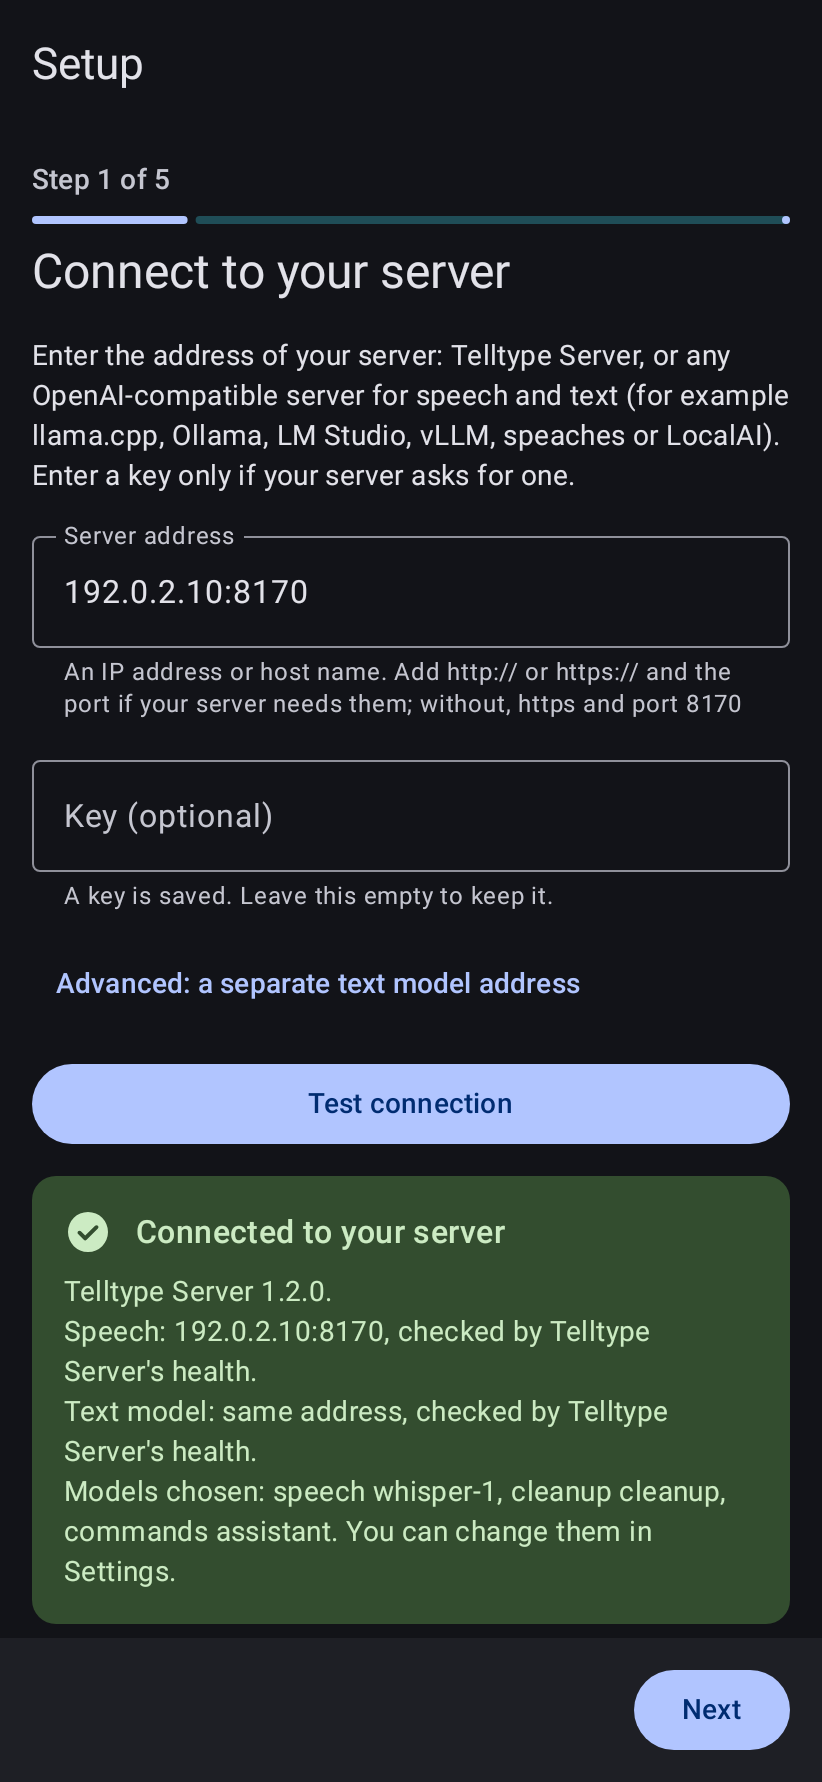 Setup
Step 1 of 5
Connect to your server
Enter the address of your server: Telltype Server, or any
OpenAI-compatible server for speech and text (for example
llama.cpp, Ollama, LM Studio, vLLM, speaches or LocalAI).
Enter a key only if your server asks for one.
Server address
192.0.2.10:8170
An IP address or host name. Add http:// or https:// and the
port if your server needs them; without, https and port 8170
Key (optional)
A key is saved. Leave this empty to keep it.
Advanced: a separate text model address
Test connection
Connected to your server
Telltype Server 1.2.0.
Speech: 192.0.2.10:8170, checked by Telltype
Server's health.
Text model: same address, checked by Telltype
Server's health.
Models chosen: speech whisper-1, cleanup cleanup,
commands assistant. You can change them in
Settings.
Next